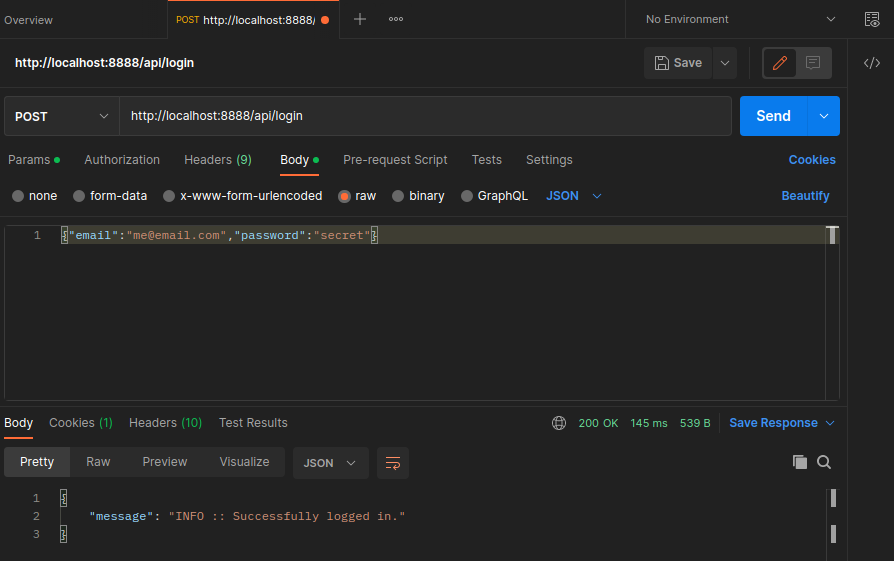 Overview
POST http://localhost:8888/
No Environment
http://localhost:8888/api/login
Save
POST
http://localhost:8888/api/login
Send
Params
Authorization
Headers (9)
Body
Pre-request Script
Tests
Settings
Cookies
none
form-data
x-www-form-urlencoded
raw
binary
GraphQL
JSON
Beautify
1 {"email":"me@email.com","password":"secret"}
Body
Cookies (1)
Headers (10)
Test Results
200 OK
145 ms
539 B
Save Response
Pretty
Raw
Preview
Visualize
JSON
1 {
2 "message": "INFO :: Successfully logged in."
3 }